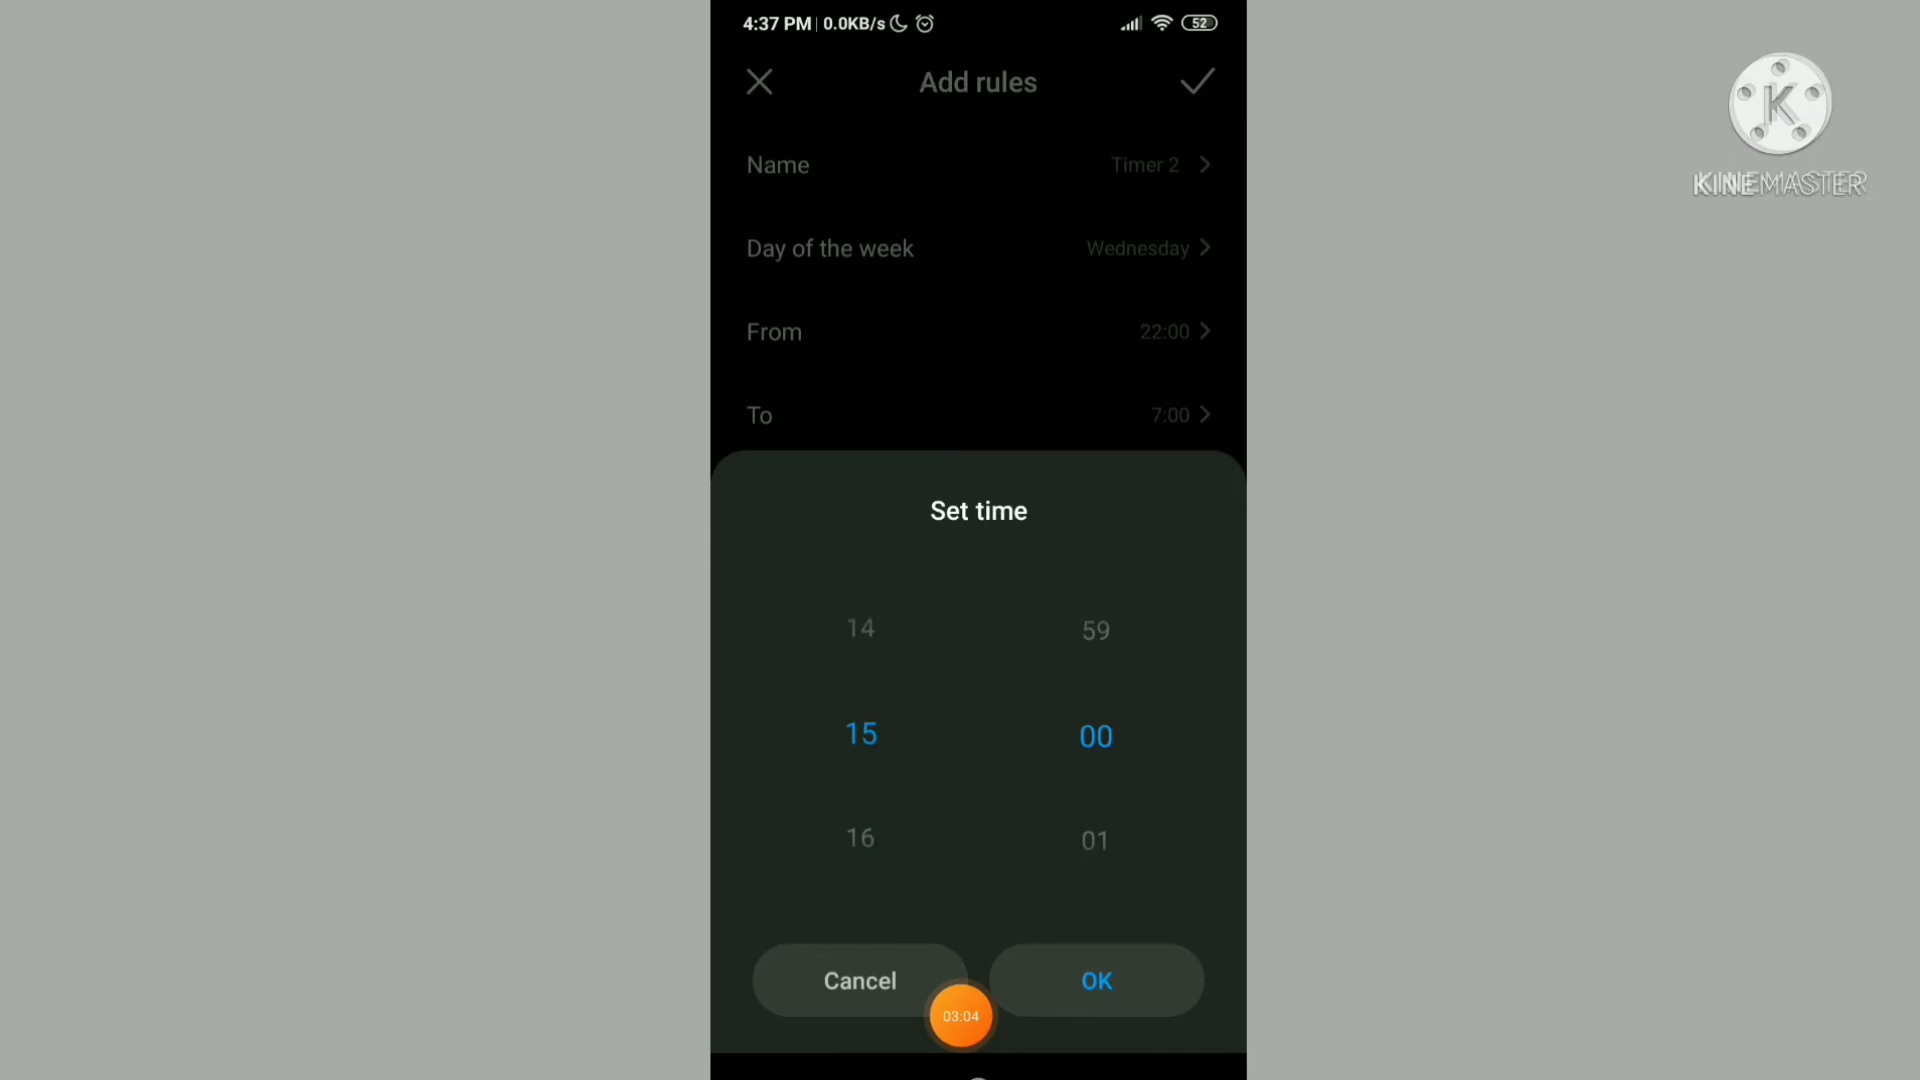 4:37 PM 0.0KB/s 52
Add rules
Name Timer 2
Day of the week Wednesday
From 22:00
To 7:00
Set time
14 59
15 00
16 01
Cancel OK
03:04
K
KINEMASTER